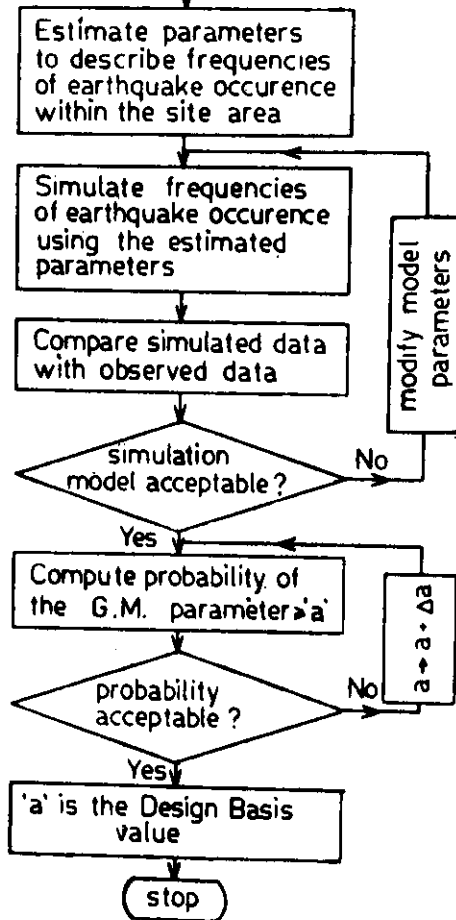 Estimate parameters
to describe frequencies
of earthquake occurence
within the site area
Simulate frequencies
of earthquake occurence
using the estimated
parameters
modify model
parameters
Compare simulated data
with observed data
simulation
model acceptable?
No
Yes
Compute probability of
the G.M. parameter⩾'a'
a → a + Δa
probability
acceptable?
No
Yes
'a' is the Design Basis
value
stop